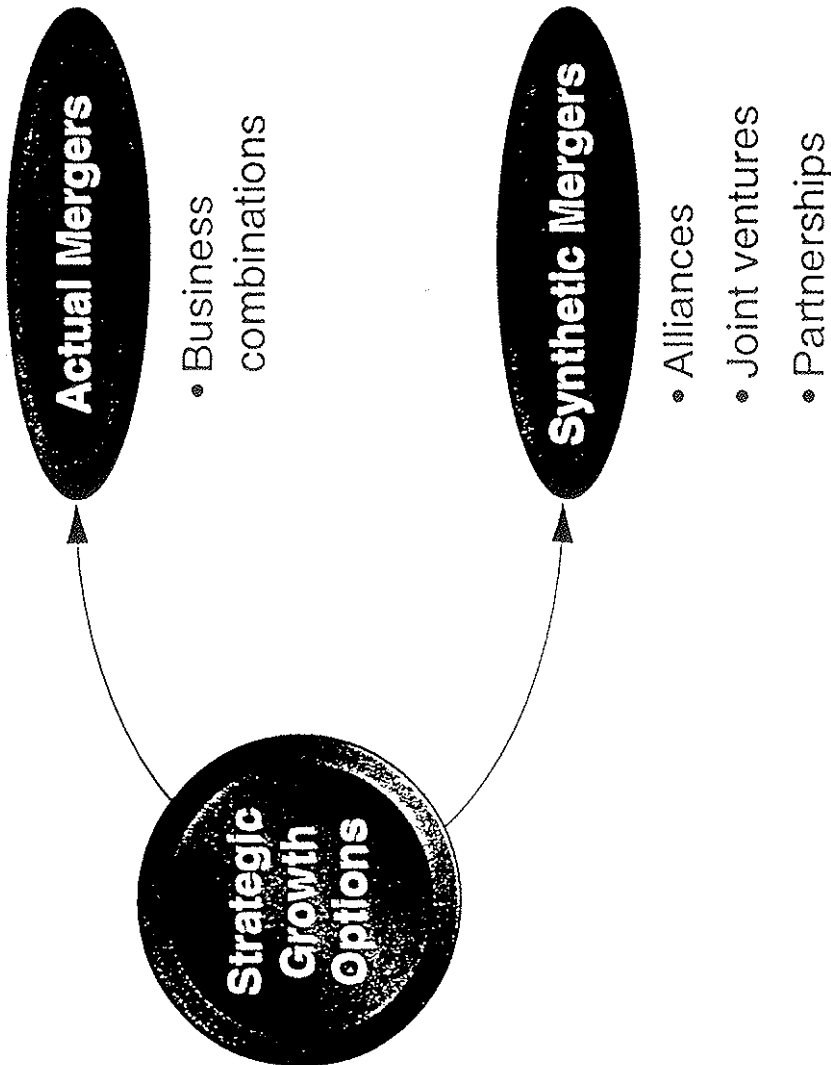 Strategic
Growth
Options
Actual Mergers
• Business
combinations
Synthetic Mergers
• Alliances
• Joint ventures
• Partnerships